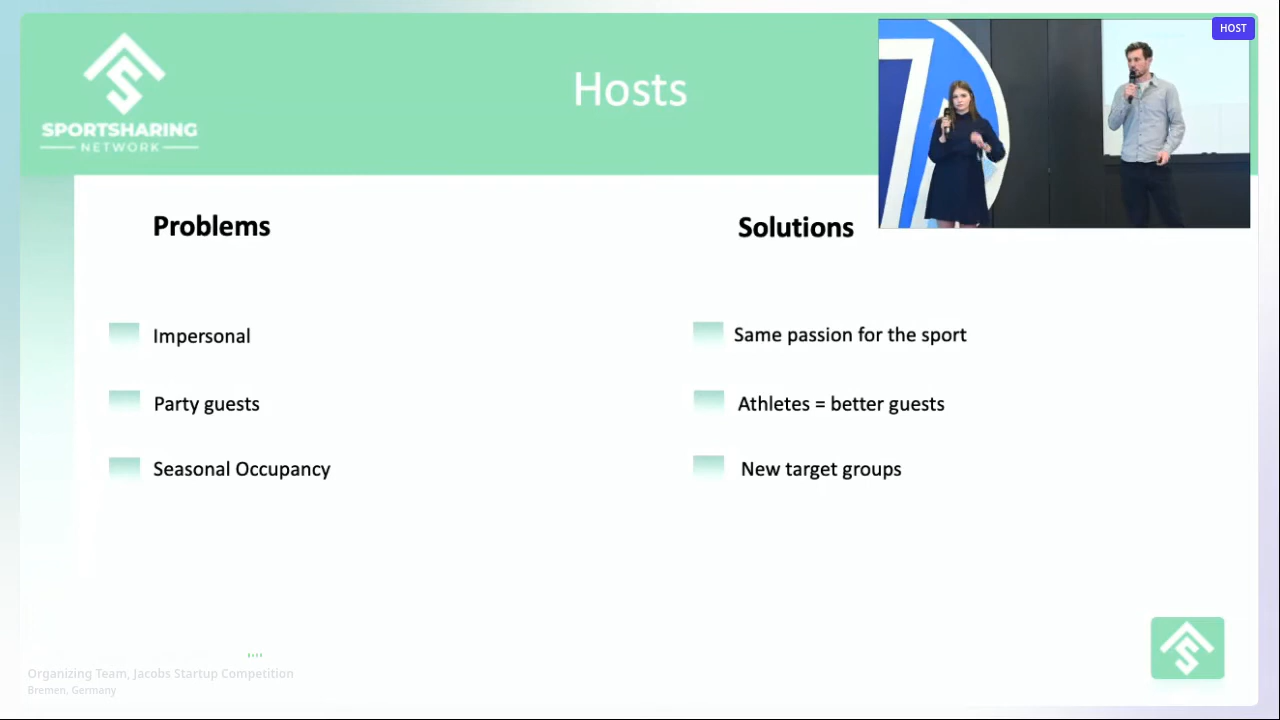 HOST
SPORTSHARING
NETWORK
Hosts
Problems
Solutions
Impersonal
Same passion for the sport
Party guests
Athletes = better guests
Seasonal Occupancy
New target groups
Organizing Team, Jacobs Startup Competition
Bremen, Germany